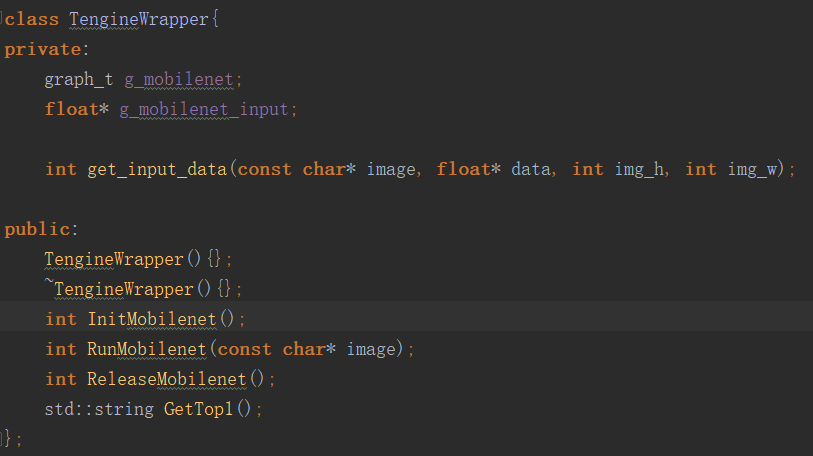 class TengineWrapper{
private:
    graph_t g_mobilenet;
    float* g_mobilenet_input;
    int get_input_data(const char* image, float* data, int img_h, int img_w);
public:
    TengineWrapper(){};
    ~TengineWrapper(){};
    int InitMobilenet();
    int RunMobilenet(const char* image);
    int ReleaseMobilenet();
    std::string GetTop1();
};